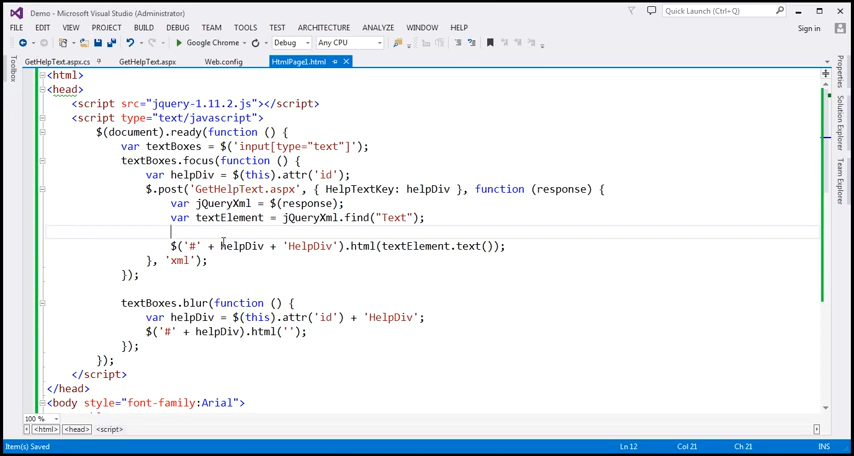 Demo - Microsoft Visual Studio (Administrator)
Quick Launch (Ctrl+Q)
FILE EDIT VIEW PROJECT BUILD DEBUG TEAM TOOLS TEST ARCHITECTURE ANALYZE WINDOW HELP
Sign in
Google Chrome Debug Any CPU
Toolbox
GetHelpText.aspx.cs GetHelpText.aspx Web.config HtmlPage1.html
<html>
<head>
<script src="jquery-1.11.2.js"></script>
<script type="text/javascript">
$(document).ready(function () {
var textBoxes = $('input[type="text"]');
textBoxes.focus(function () {
var helpDiv = $(this).attr('id');
$.post('GetHelpText.aspx', { HelpTextKey: helpDiv }, function (response) {
var jQueryXml = $(response);
var textElement = jQueryXml.find("Text");
$('#' + helpDiv + 'HelpDiv').html(textElement.text());
}, 'xml');
});
textBoxes.blur(function () {
var helpDiv = $(this).attr('id') + 'HelpDiv';
$('#' + helpDiv).html('');
});
});
</script>
</head>
<body style="font-family:Arial">
Properties
Solution Explorer
Team Explorer
100 %
<html> <head> <script>
Item(s) Saved
Ln 12 Col 21 Ch 21 INS